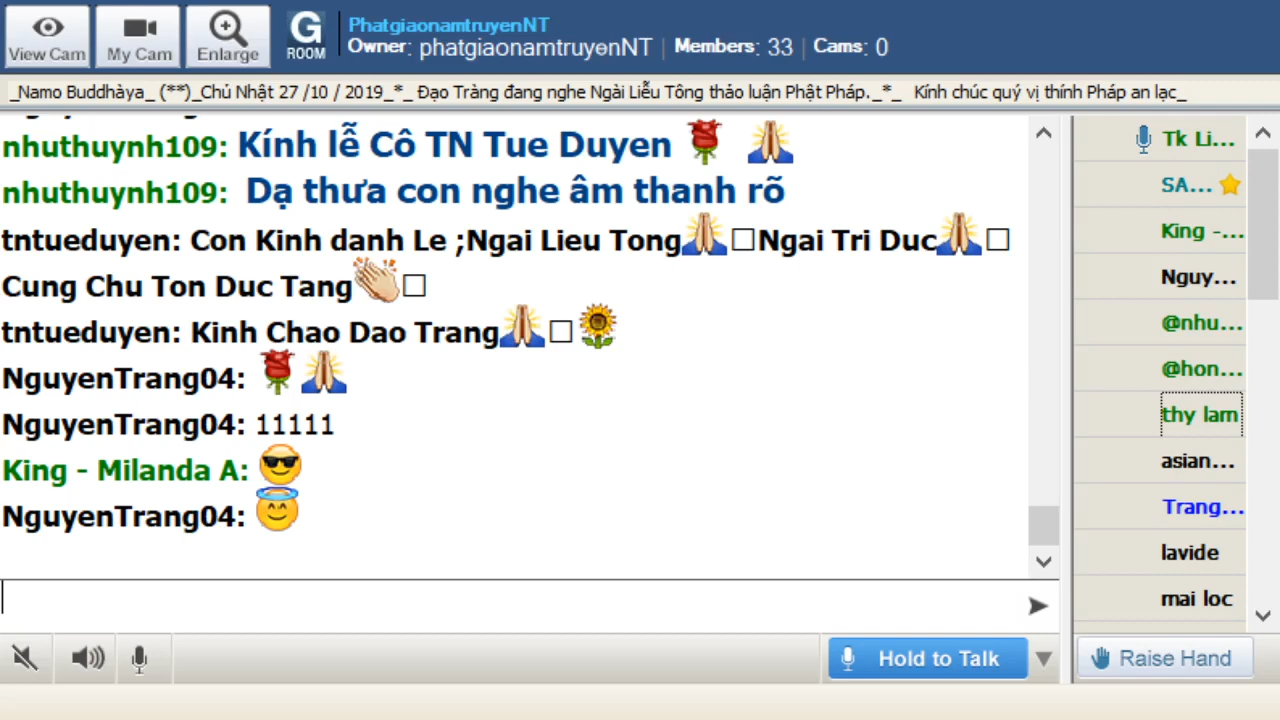 View Cam
My Cam
Enlarge
G
ROOM
PhatgiaonamtruyenNT
Owner: phatgiaonamtruyenNT | Members: 33 | Cams: 0
_Namo Buddhàya_ (**)_Chủ Nhật 27 /10 / 2019_*_ Đạo Tràng đang nghe Ngài Liễu Tông thảo luận Phật Pháp._*_ Kính chúc quý vị thính Pháp an lạc_
nhuthuynh109: Kính lễ Cô TN Tue Duyen 🌹 🙏
nhuthuynh109: Dạ thưa con nghe âm thanh rõ
tntueduyen: Con Kinh danh Le ;Ngai Lieu Tong🙏□Ngai Tri Duc🙏□
Cung Chu Ton Duc Tang👏□
tntueduyen: Kinh Chao Dao Trang🙏□🌻
NguyenTrang04: 🌹🙏
NguyenTrang04: 11111
King - Milanda A: 😎
NguyenTrang04: 😇
Tk Li...
SA...
King -...
Nguy...
@nhu...
@hon...
thy lam
asian...
Trang...
lavide
mai loc
Hold to Talk
Raise Hand